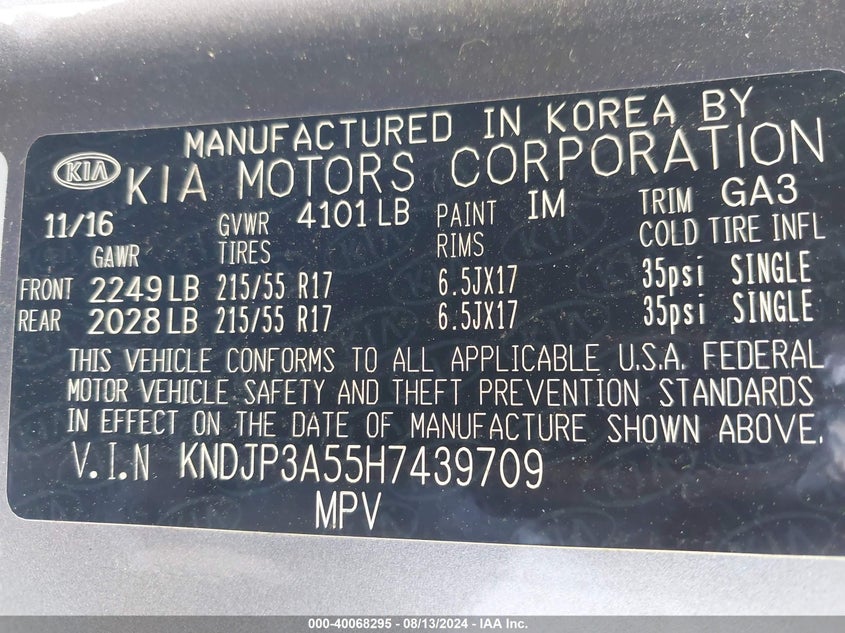 MANUFACTURED IN KOREA BY
KIA KIA MOTORS CORPORATION
11/16 GVWR 4101 LB PAINT IM TRIM GA3
GAWR TIRES RIMS COLD TIRE INFL
FRONT 2249 LB 215/55 R17 6.5JX17 35psi SINGLE
REAR 2028 LB 215/55 R17 6.5JX17 35psi SINGLE
THIS VEHICLE CONFORMS TO ALL APPLICABLE U.S.A. FEDERAL
MOTOR VEHICLE SAFETY AND THEFT PREVENTION STANDARDS
IN EFFECT ON THE DATE OF MANUFACTURE SHOWN ABOVE.
V.I.N KNDJP3A55H7439709
MPV
000-40068295 - 08/13/2024 - IAA Inc.